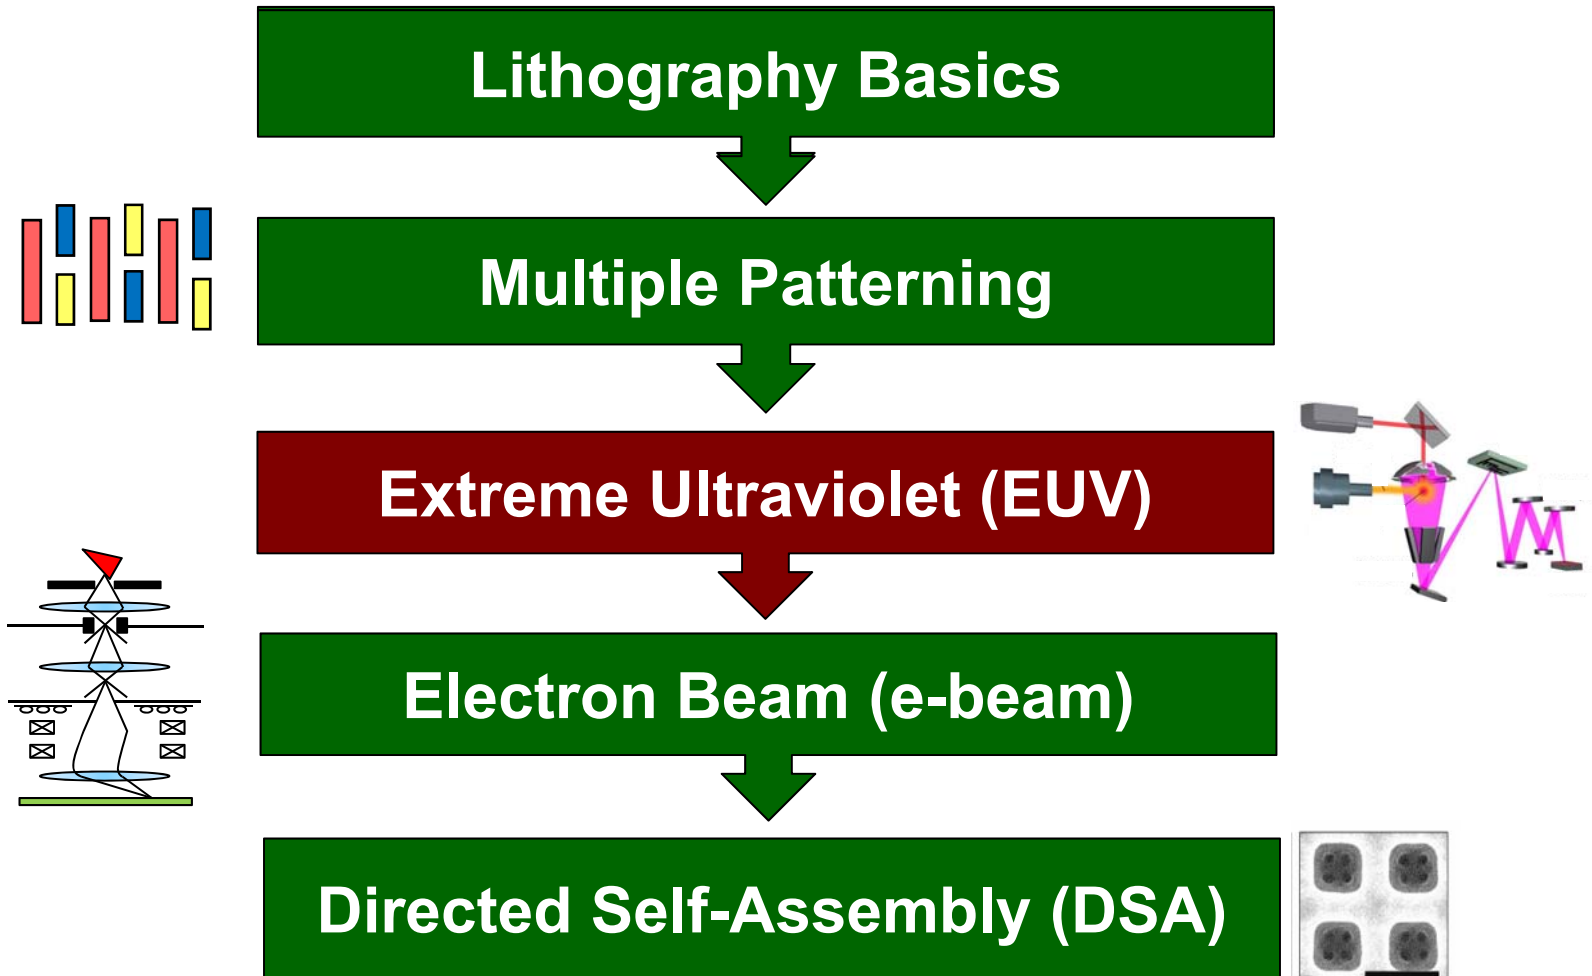 Lithography Basics
Multiple Patterning
Extreme Ultraviolet (EUV)
Electron Beam (e-beam)
Directed Self-Assembly (DSA)